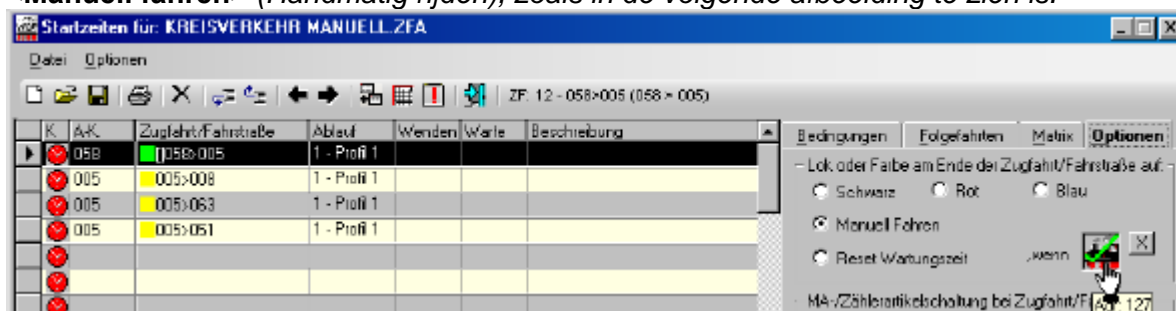 ‹Manuell fahren› (Handmatig rijden), zoals in de volgende afbeelding te zien is:
Startzeiten für: KREISVERKEHR MANUELL.ZFA
Datei Optionen
ZF: 12 - 058>005 (058 > 005)
K. A-K. Zugfahrt/Fahrstraße Ablauf Wenden Warte Beschreibung
058 []058>005 1 - Profil 1
005 005>008 1 - Profil 1
005 005>063 1 - Profil 1
005 005>051 1 - Profil 1
Bedingungen Folgefahrten Matrix Optionen
Lok oder Farbe am Ende der Zugfahrt/Fahrstraße auf:
Schwarz Rot Blau
Manuell Fahren
Reset Wartungszeit ,wenn X
MA-/Zählerartikelschaltung bei Zugfahrt/F
127